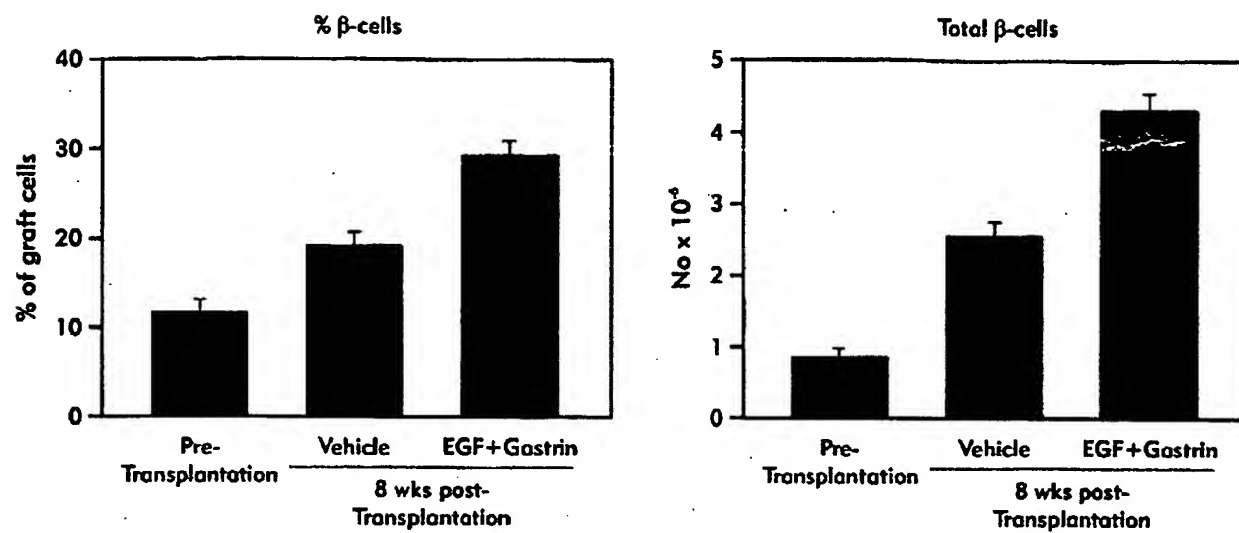 % β-cells
% of graft cells
40
30
20
10
0
Pre-
Transplantation
Vehicle
EGF+Gastrin
8 wks post-
Transplantation
Total β-cells
No x 10⁻⁶
5
4
3
2
1
0
Pre-
Transplantation
Vehicle
EGF+Gastrin
8 wks post-
Transplantation